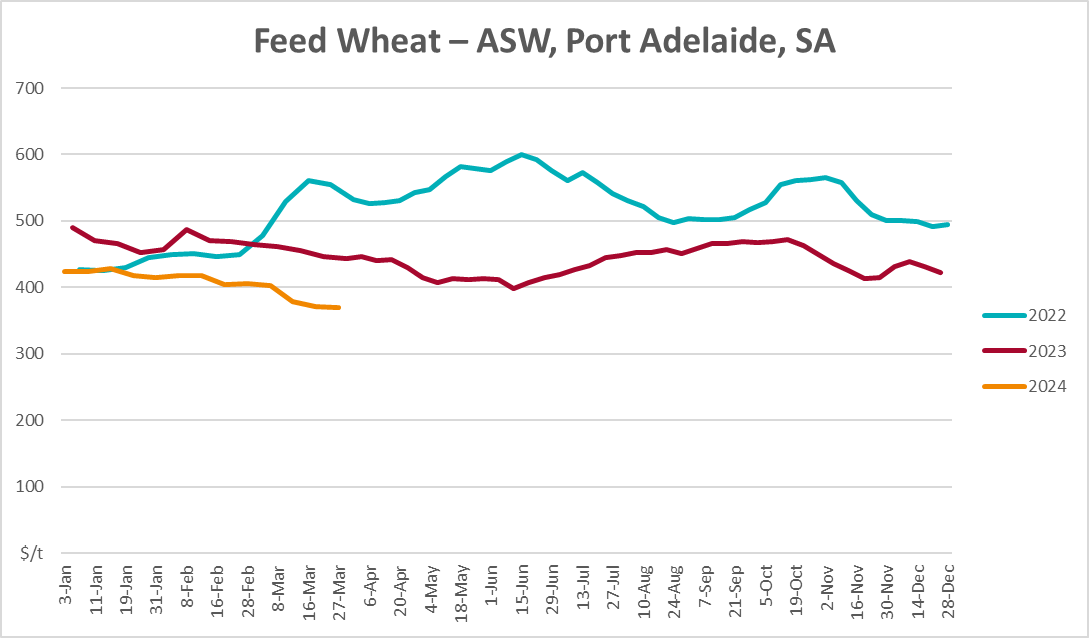 Feed Wheat – ASW, Port Adelaide, SA
700
600
500
400
300
200
100
$/t
3-Jan
11-Jan
19-Jan
31-Jan
8-Feb
16-Feb
28-Feb
8-Mar
16-Mar
27-Mar
6-Apr
20-Apr
4-May
18-May
1-Jun
15-Jun
29-Jun
13-Jul
27-Jul
10-Aug
24-Aug
7-Sep
21-Sep
5-Oct
19-Oct
2-Nov
16-Nov
30-Nov
14-Dec
28-Dec
2022
2023
2024